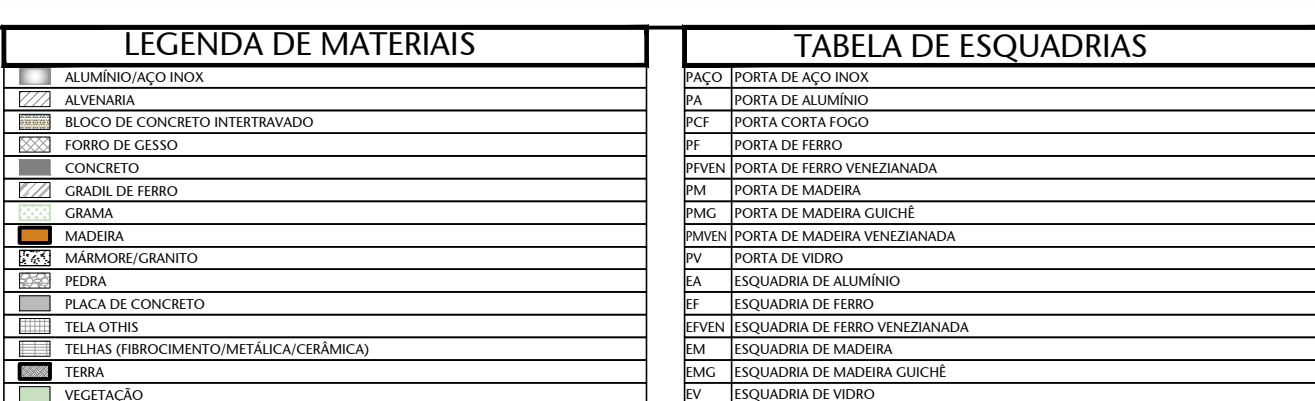 LEGENDA DE MATERIAIS
ALUMÍNIO/AÇO INOX
ALVENARIA
BLOCO DE CONCRETO INTERTRAVADO
FORRO DE GESSO
CONCRETO
GRADIL DE FERRO
GRAMA
MADEIRA
MÁRMORE/GRANITO
PEDRA
PLACA DE CONCRETO
TELA OTHIS
TELHAS (FIBROCIMENTO/METÁLICA/CERÂMICA)
TERRA
VEGETAÇÃO
TABELA DE ESQUADRIAS
PAÇO PORTA DE AÇO INOX
PA PORTA DE ALUMÍNIO
PCF PORTA CORTA FOGO
PF PORTA DE FERRO
PFVEN PORTA DE FERRO VENEZIANADA
PM PORTA DE MADEIRA
PMG PORTA DE MADEIRA GUICHÊ
PMVEN PORTA DE MADEIRA VENEZIANADA
PV PORTA DE VIDRO
EA ESQUADRIA DE ALUMÍNIO
EF ESQUADRIA DE FERRO
EFVEN ESQUADRIA DE FERRO VENEZIANADA
EM ESQUADRIA DE MADEIRA
EMG ESQUADRIA DE MADEIRA GUICHÊ
EV ESQUADRIA DE VIDRO